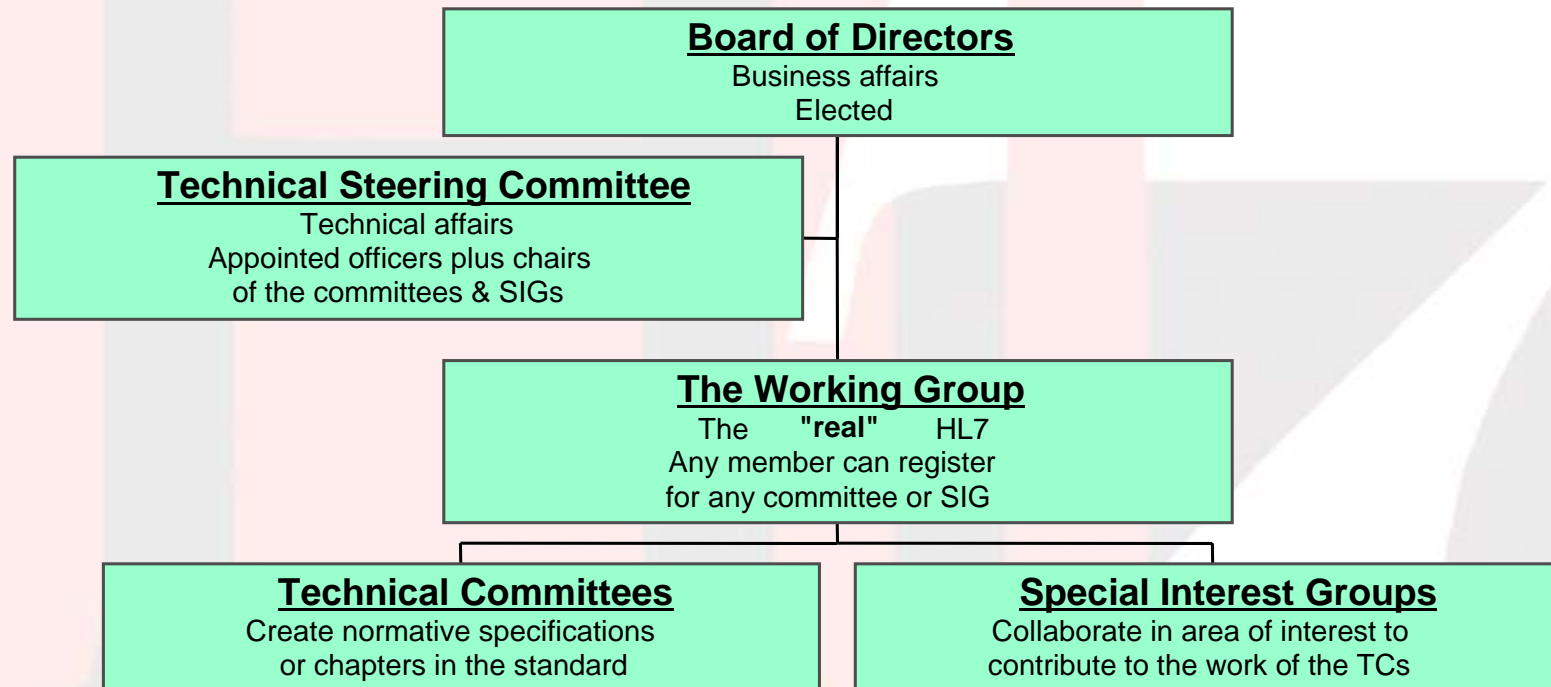 Board of Directors
Business affairs
Elected
Technical Steering Committee
Technical affairs
Appointed officers plus chairs
of the committees & SIGs
The Working Group
The "real" HL7
Any member can register
for any committee or SIG
Technical Committees
Create normative specifications
or chapters in the standard
Special Interest Groups
Collaborate in area of interest to
contribute to the work of the TCs